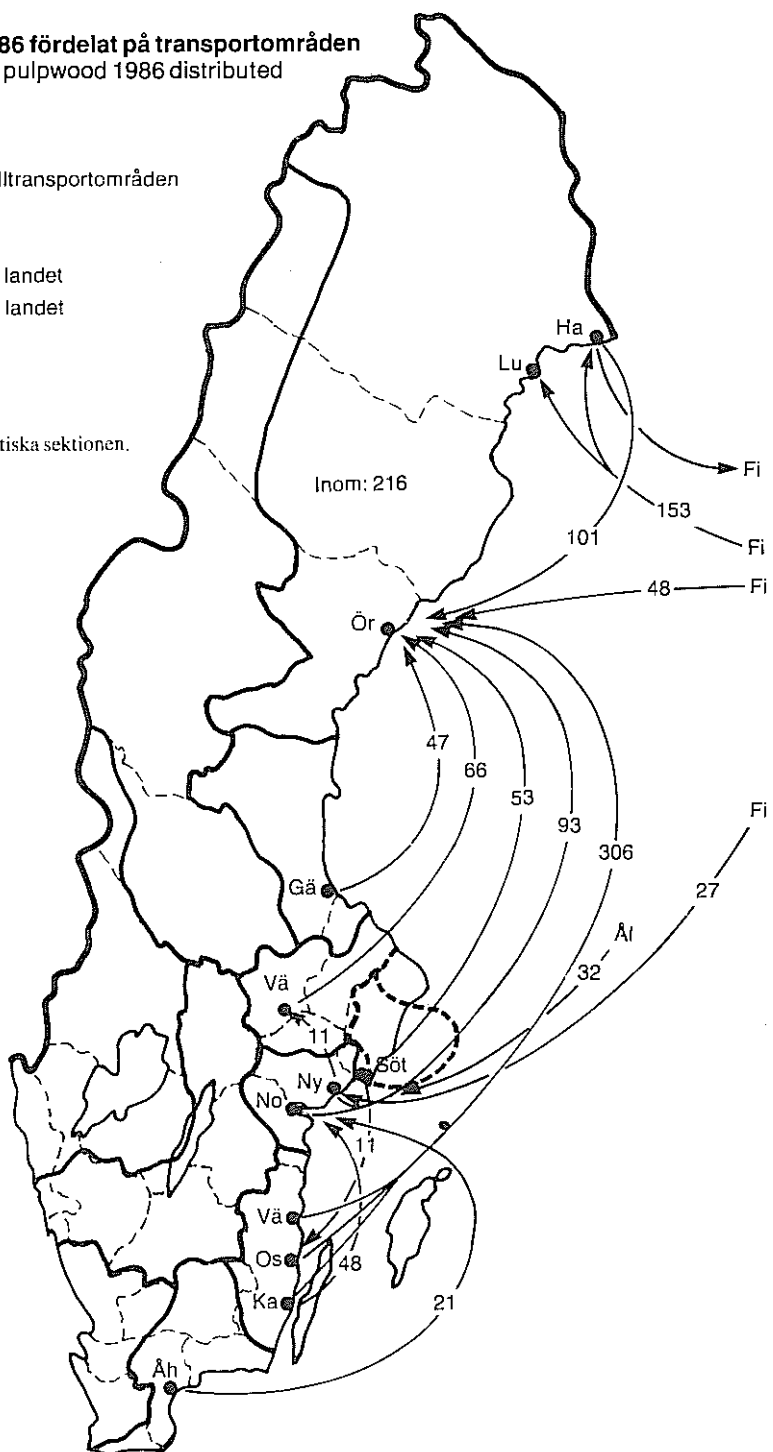 86 fördelat på transportområden
pulpwood 1986 distributed
lltransportområden
landet
landet
tiska sektionen.
Ha
Lu
Fi
Inom: 216
153
101
Fi
48
Fi
Ör
47
66
53
93
Fi
306
27
Gä
Ål
32
Vä
11
Söt
Ny
No
11
Vä
Os
48
Ka
21
Åh